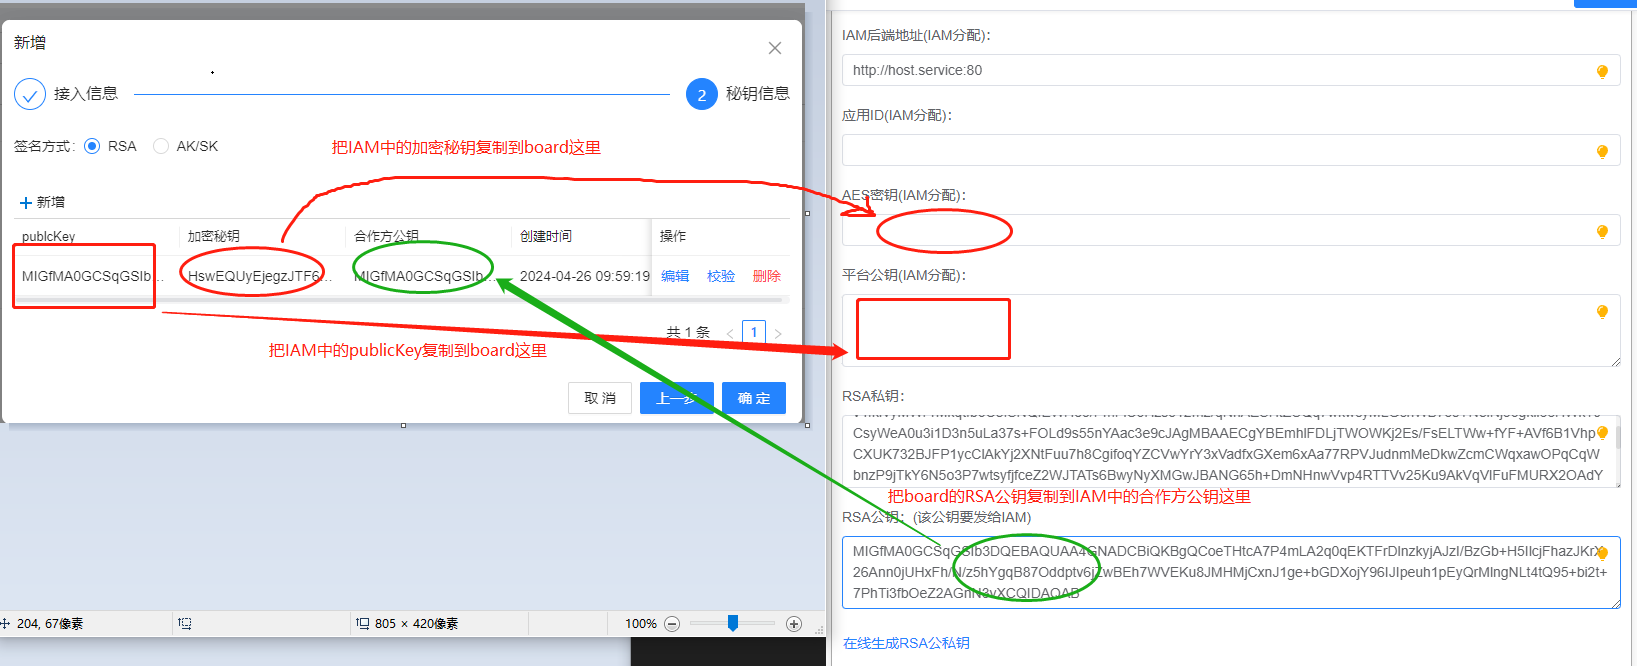 新增
接入信息
2 秘钥信息
签名方式: RSA AK/SK
把IAM中的加密秘钥复制到board这里
新增
publcKey 加密秘钥 合作方公钥 创建时间 操作
MIGfMA0GCSqGSIb... HswEQUyEjegzJTF6... MIGfMA0GCSqGSIb... 2024-04-26 09:59:19 编辑 校验 删除
共 1 条 < 1 >
把IAM中的publicKey复制到board这里
取 消 上一步 确 定
204, 67像素 805 × 420像素 100%
IAM后端地址(IAM分配):
http://host.service:80
应用ID(IAM分配):
AES密钥(IAM分配):
平台公钥(IAM分配):
RSA私钥:
CsyWeA0u3i1D3n5uLa37s+FOLd9s55nYAac3e9cJAgMBAAECgYBEmhlFDLjTWOWKj2Es/FsELTWw+fYF+AVf6B1Vhp
CXUK732BJFP1ycClAkYj2XNtFuu7h8CgifoqYZCVwYrY3xVadfxGXem6xAa77RPVJudnmMeDkwZcmCWqxawOPqCqW
bnzP9jTkY6N5o3P7wtsyfjfceZ2WJTATs6BwyNyXMGwJBANG65h+DmNHnwVvp4RTTVv25Ku9AkVqVlFuFMURX2OAdY
把board的RSA公钥复制到IAM中的合作方公钥这里
RSA公钥: (该公钥要发给IAM)
MIGfMA0GCSqGSIb3DQEBAQUAA4GNADCBiQKBgQCoeTHtcA7P4mLA2q0qEKTFrDlnzkyjAJzI/BzGb+H5IlcjFhazJKrX
26Ann0jUHxFh/N/z5hYgqB87Oddptv6jZwBEh7WVEKu8JMHMjCxnJ1ge+bGDXojY96IJIpeuh1pEyQrMlngNLt4tQ95+bi2t+
7PhTi3fbOeZ2AGnN3vXCQIDAQAB
在线生成RSA公私钥